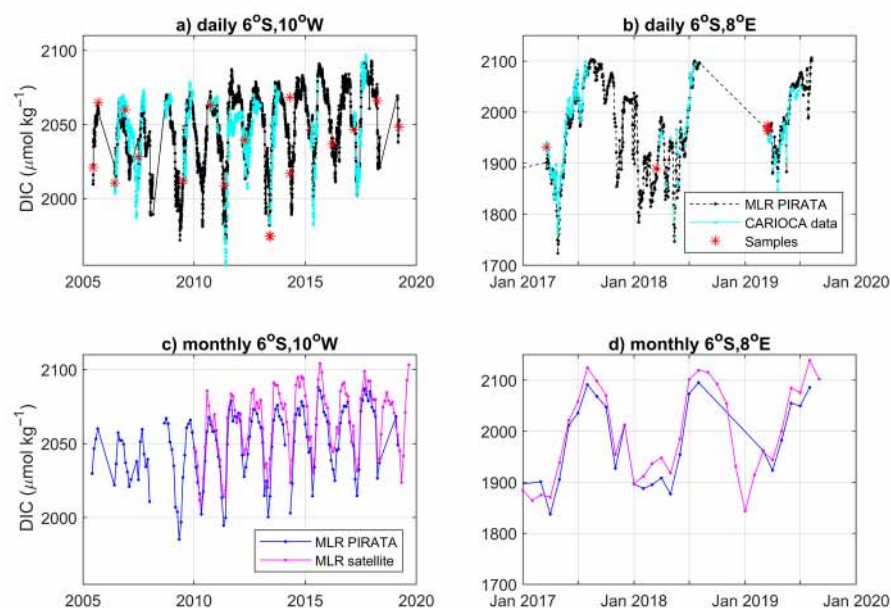 a) daily 6°S,10°W
DIC (μmol kg⁻¹)
2100
2050
2000
2005
2010
2015
2020
b) daily 6°S,8°E
2100
2000
1900
1800
1700
Jan 2017
Jan 2018
Jan 2019
Jan 2020
MLR PIRATA
CARIOCA data
Samples
c) monthly 6°S,10°W
DIC (μmol kg⁻¹)
2100
2050
2000
2005
2010
2015
2020
MLR PIRATA
MLR satellite
d) monthly 6°S,8°E
2100
2000
1900
1800
1700
Jan 2017
Jan 2018
Jan 2019
Jan 2020